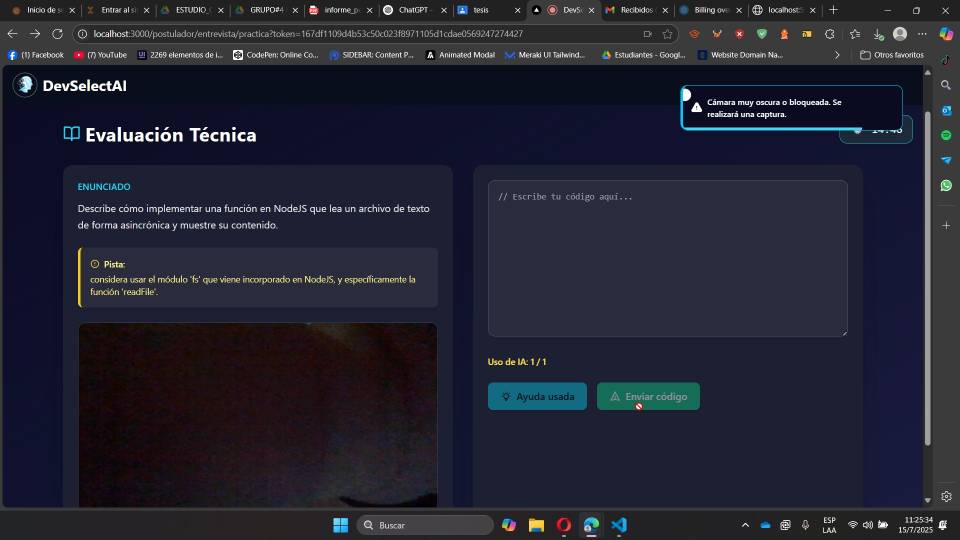 Inicio de s
Entrar al si
ESTUDIO_(
GRUPO#4
informe_p
ChatGPT
tesis
DevS
Recibidos
Billing over
localhost:
localhost:3000/postulador/entrevista/practica?token=167df1109d4b53c50c023f8971105d1cdae0569247274427
(1) Facebook
(7) YouTube
2269 elementos de i...
CodePen: Online Co...
SIDEBAR: Content P...
Animated Modal
Meraki UI Tailwind...
Estudiantes - Googl...
Website Domain Na...
Otros favoritos
DevSelectAI
Cámara muy oscura o bloqueada. Se
realizará una captura.
Evaluación Técnica
ENUNCIADO
Describe cómo implementar una función en NodeJS que lea un archivo de texto
de forma asincrónica y muestre su contenido.
Pista:
considera usar el módulo 'fs' que viene incorporado en NodeJS, y específicamente la
función 'readFile'.
// Escribe tu código aquí...
Uso de IA: 1 / 1
Ayuda usada
Enviar código
Buscar
ESP
LAA
11:25:34
15/7/2025